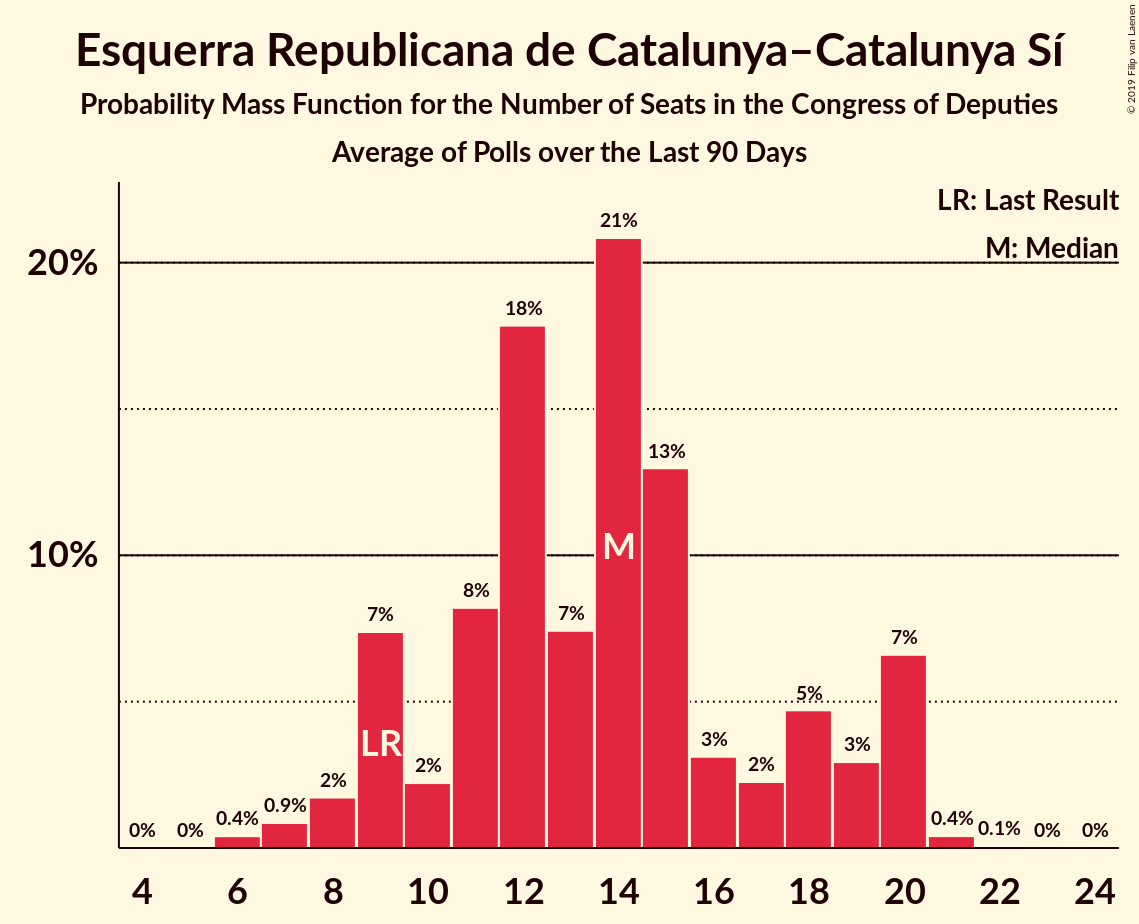 Esquerra Republicana de Catalunya–Catalunya Sí
Probability Mass Function for the Number of Seats in the Congress of Deputies
Average of Polls over the Last 90 Days
© 2019 Filip van Laenen
LR: Last Result
M: Median
20%
10%
0%
0%
0.4%
0.9%
2%
7%
2%
8%
18%
7%
21%
13%
3%
2%
5%
3%
7%
0.4%
0.1%
0%
0%
LR
M
4 6 8 10 12 14 16 18 20 22 24